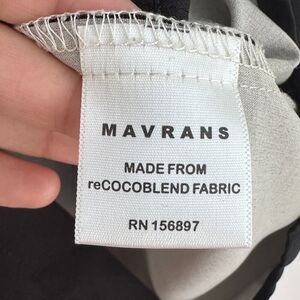 MAVRANS
MADE FROM
reCOCOBLEND FABRIC
RN 156897